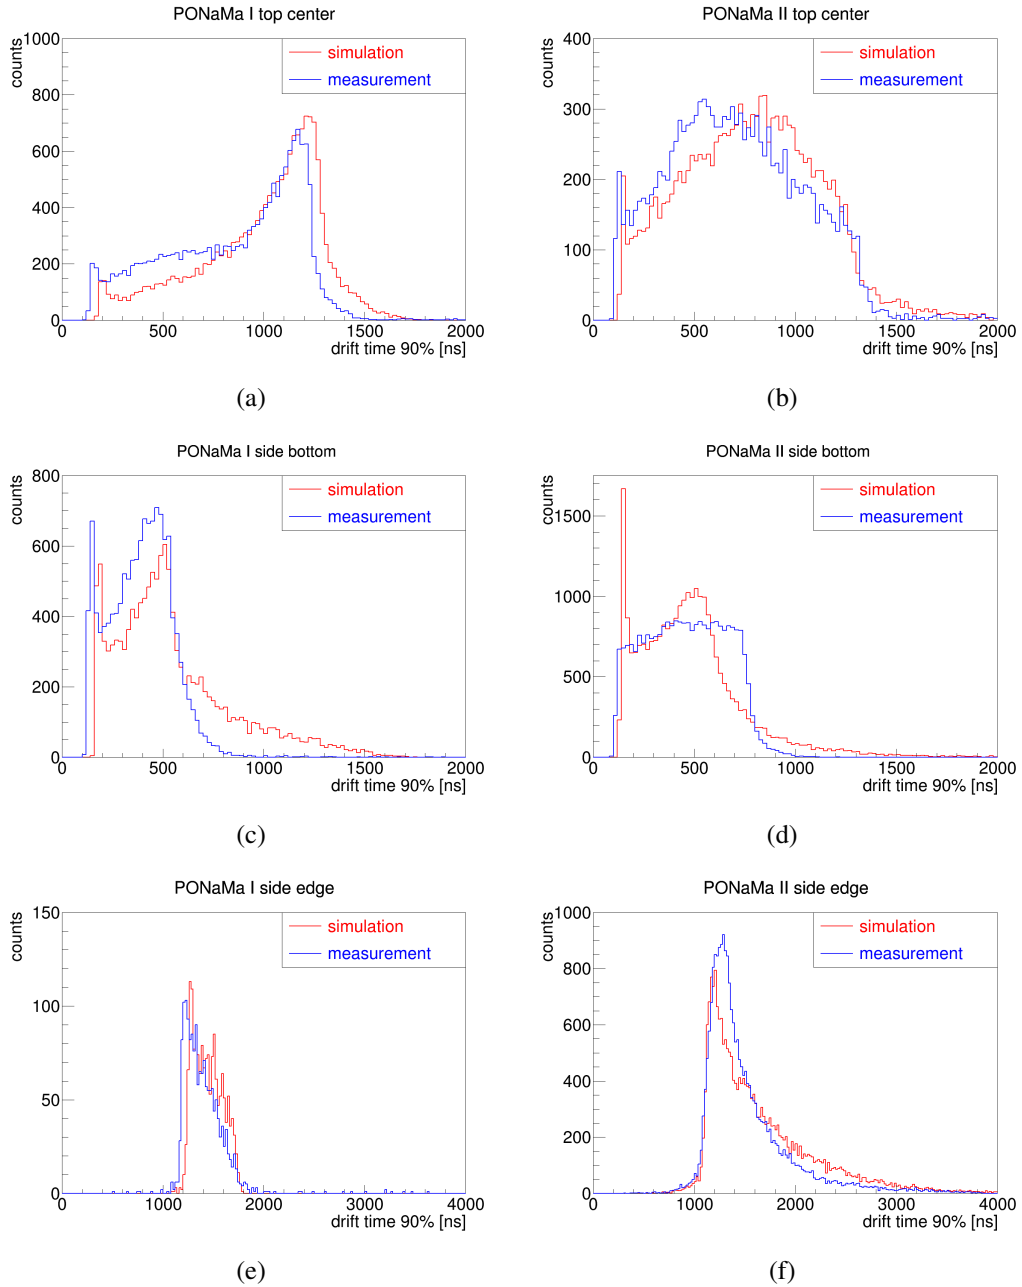 PONaMa I top center
counts
1000
800
600
400
200
0
0 500 1000 1500 2000
drift time 90% [ns]
simulation
measurement
(a)
PONaMa II top center
counts
400
300
200
100
0
0 500 1000 1500 2000
drift time 90% [ns]
simulation
measurement
(b)
PONaMa I side bottom
counts
800
600
400
200
0
0 500 1000 1500 2000
drift time 90% [ns]
simulation
measurement
(c)
PONaMa II side bottom
counts
1500
1000
500
0
0 500 1000 1500 2000
drift time 90% [ns]
simulation
measurement
(d)
PONaMa I side edge
counts
150
100
50
0
0 1000 2000 3000 4000
drift time 90% [ns]
simulation
measurement
(e)
PONaMa II side edge
counts
1000
800
600
400
200
0
0 1000 2000 3000 4000
drift time 90% [ns]
simulation
measurement
(f)